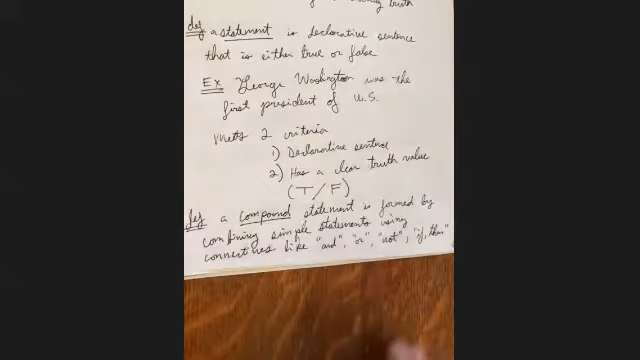 truth
def a statement is declarative sentence
that is either true or false
Ex George Washington was the
first president of U.S.
Meets 2 criteria
1) Declarative sentence
2) Has a clear truth value
(T/F)
def a compound statement is formed by
combining simple statements using
connectives like "and", "or", "not", "if, then"